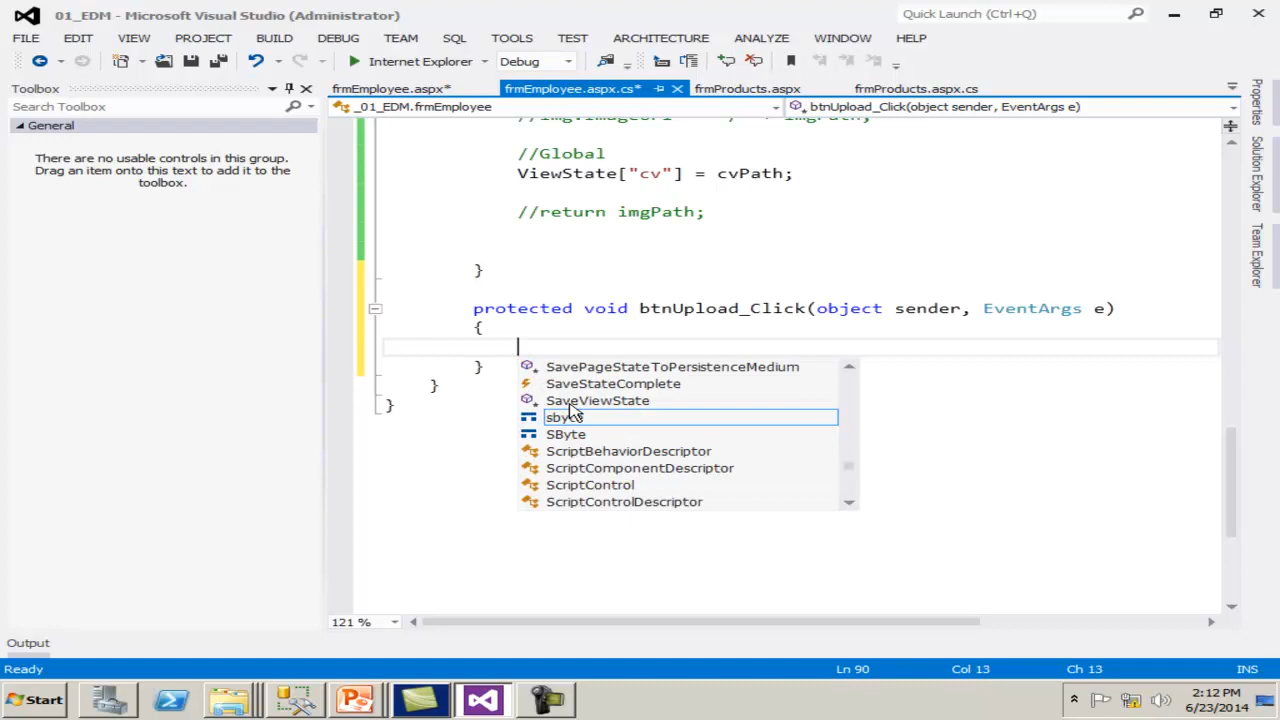 01_EDM - Microsoft Visual Studio (Administrator)
Quick Launch (Ctrl+Q)
FILE EDIT VIEW PROJECT BUILD DEBUG TEAM SQL TOOLS TEST ARCHITECTURE ANALYZE WINDOW HELP
Internet Explorer Debug
Toolbox
frmEmployee.aspx* frmEmployee.aspx.cs* frmProducts.aspx frmProducts.aspx.cs
Search Toolbox
_01_EDM.frmEmployee
btnUpload_Click(object sender, EventArgs e)
General
There are no usable controls in this group.
Drag an item onto this text to add it to the
toolbox.
//Global
ViewState["cv"] = cvPath;
//return imgPath;
}
protected void btnUpload_Click(object sender, EventArgs e)
{
}
}
}
SavePageStateToPersistenceMedium
SaveStateComplete
SaveViewState
SByte
ScriptBehaviorDescriptor
ScriptComponentDescriptor
ScriptControl
ScriptControlDescriptor
Properties
Solution Explorer
Team Explorer
121 %
Output
Ready
Ln 90
Col 13
Ch 13
INS
Start
2:12 PM
6/23/2014